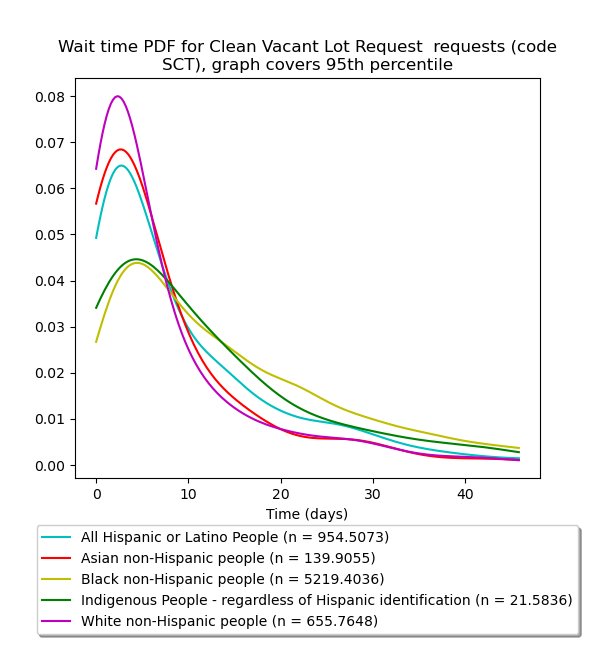 Wait time PDF for Clean Vacant Lot Request  requests (code
SCT), graph covers 95th percentile
0.08
0.07
0.06
0.05
0.04
0.03
0.02
0.01
0.00
0 10 20 30 40
Time (days)
All Hispanic or Latino People (n = 954.5073)
Asian non-Hispanic people (n = 139.9055)
Black non-Hispanic people (n = 5219.4036)
Indigenous People - regardless of Hispanic identification (n = 21.5836)
White non-Hispanic people (n = 655.7648)